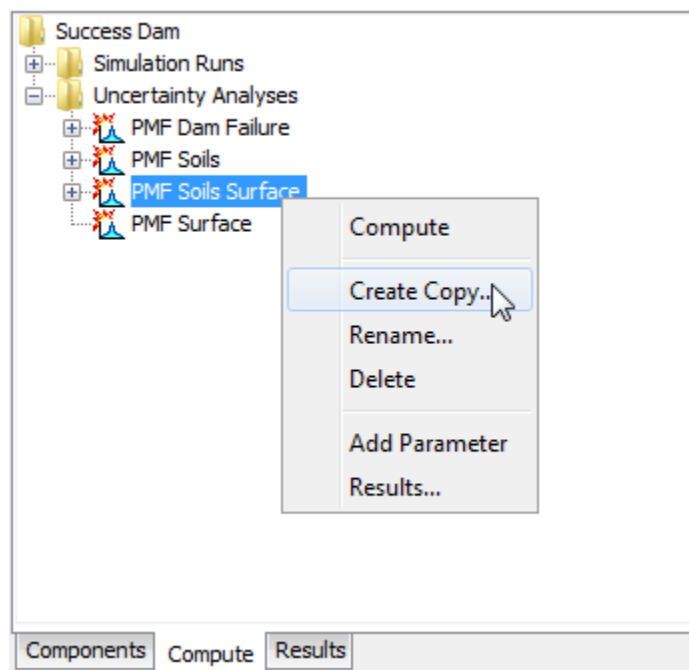 Success Dam
Simulation Runs
Uncertainty Analyses
PMF Dam Failure
PMF Soils
PMF Soils Surface
PMF Surface
Compute
Create Copy...
Rename...
Delete
Add Parameter
Results...
Components Compute Results